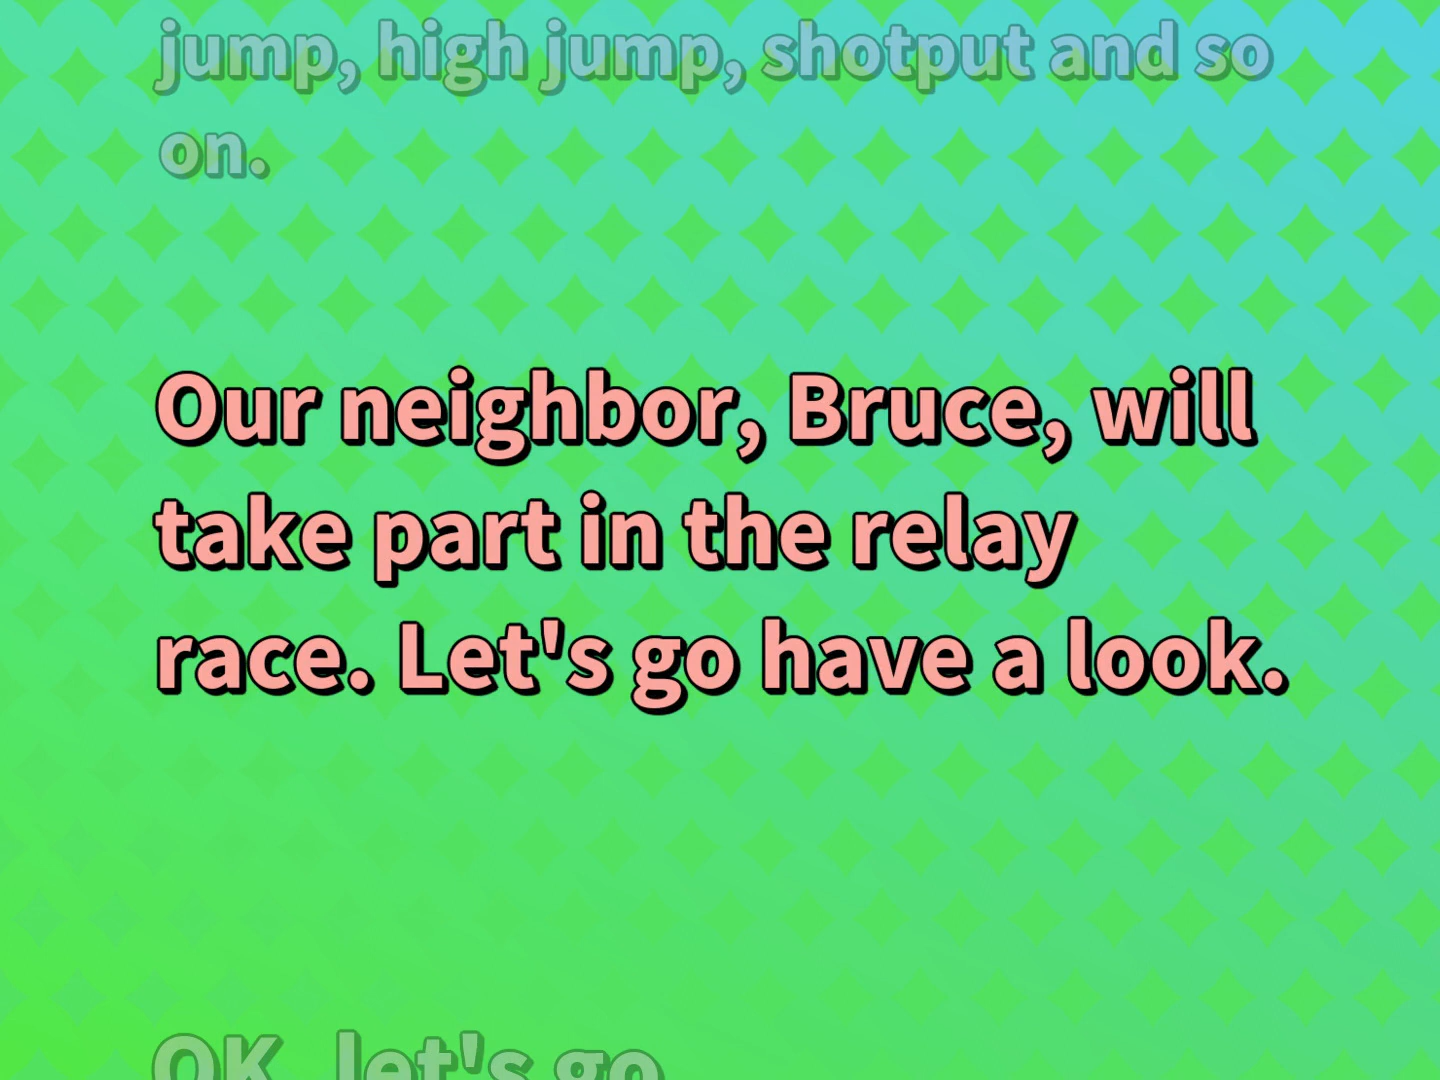 jump, high jump, shotput and so
on.
Our neighbor, Bruce, will
take part in the relay
race. Let's go have a look.
OK, let's go